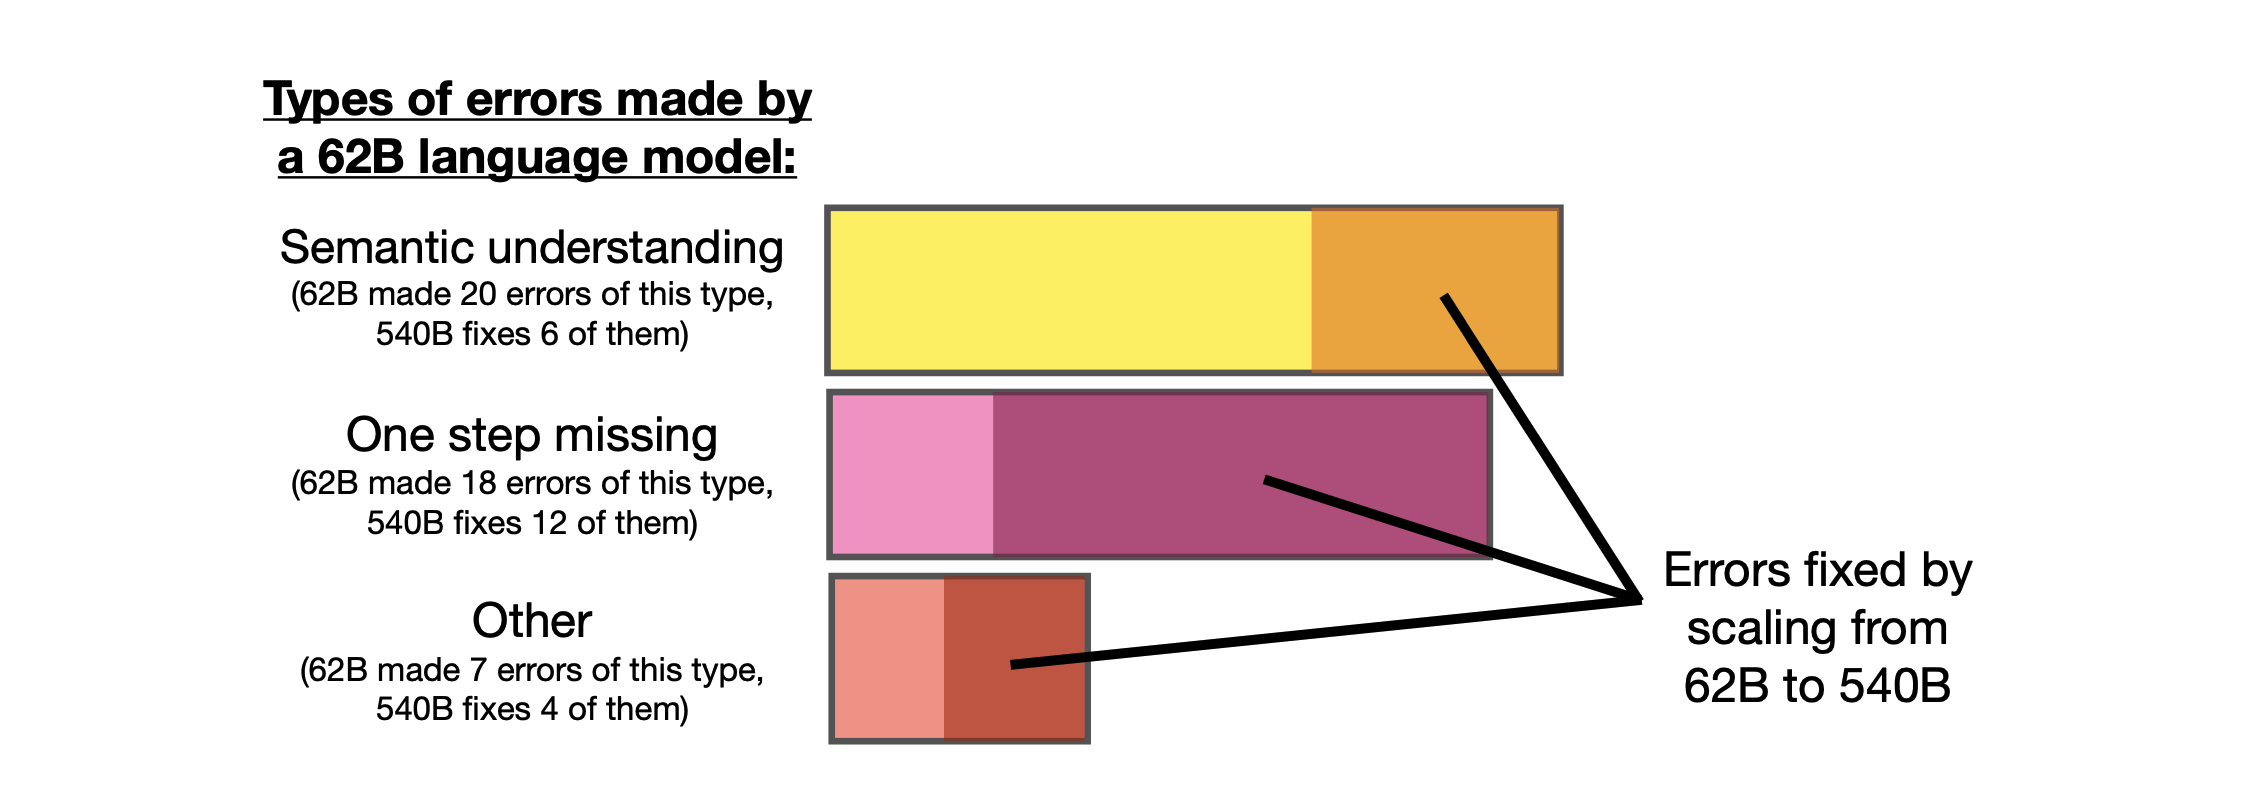 Types of errors made by
a 62B language model:
Semantic understanding
(62B made 20 errors of this type,
540B fixes 6 of them)
One step missing
(62B made 18 errors of this type,
540B fixes 12 of them)
Other
(62B made 7 errors of this type,
540B fixes 4 of them)
Errors fixed by
scaling from
62B to 540B